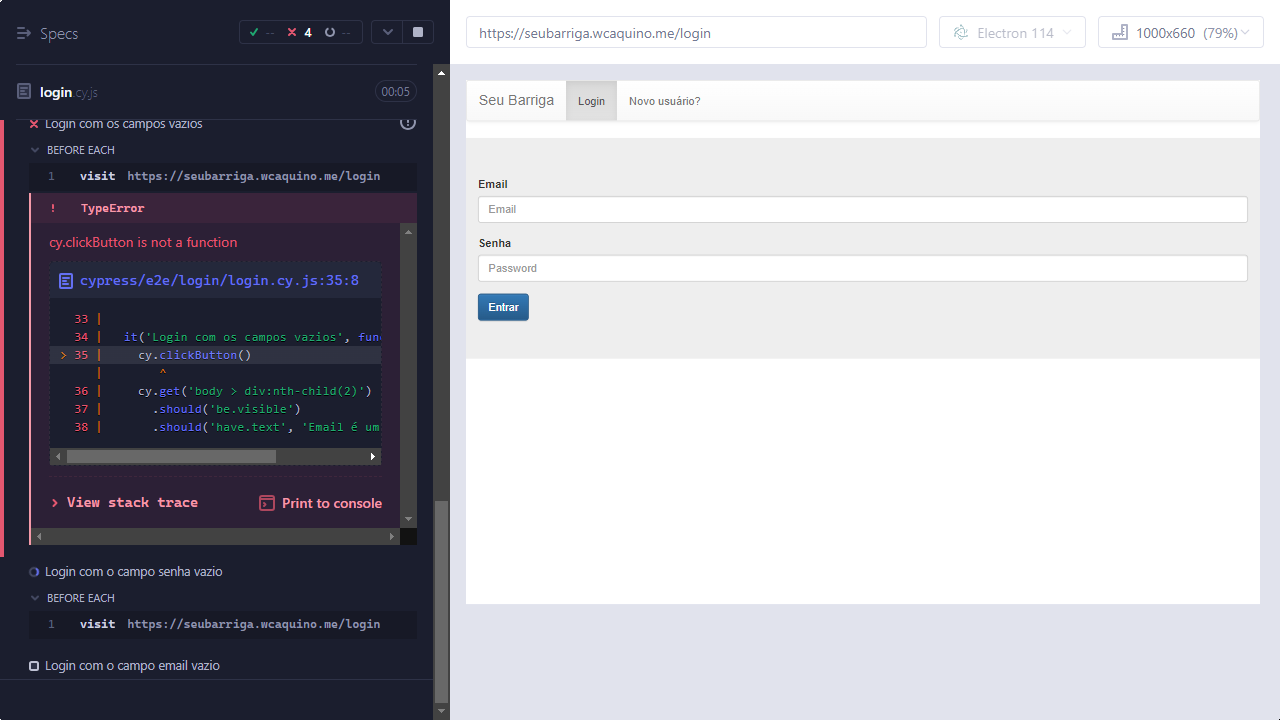 Specs
-- 4 --
login.cy.js
00:05
Login com os campos vazios
BEFORE EACH
1 visit https://seubarriga.wcaquino.me/login
! TypeError
cy.clickButton is not a function
cypress/e2e/login/login.cy.js:35:8
33 |
34 | it('Login com os campos vazios', func
> 35 | cy.clickButton()
| ^
36 | cy.get('body > div:nth-child(2)')
37 | .should('be.visible')
38 | .should('have.text', 'Email é um
> View stack trace
Print to console
Login com o campo senha vazio
BEFORE EACH
1 visit https://seubarriga.wcaquino.me/login
Login com o campo email vazio
https://seubarriga.wcaquino.me/login
Electron 114
1000x660 (79%)
Seu Barriga
Login
Novo usuário?
Email
Email
Senha
Password
Entrar